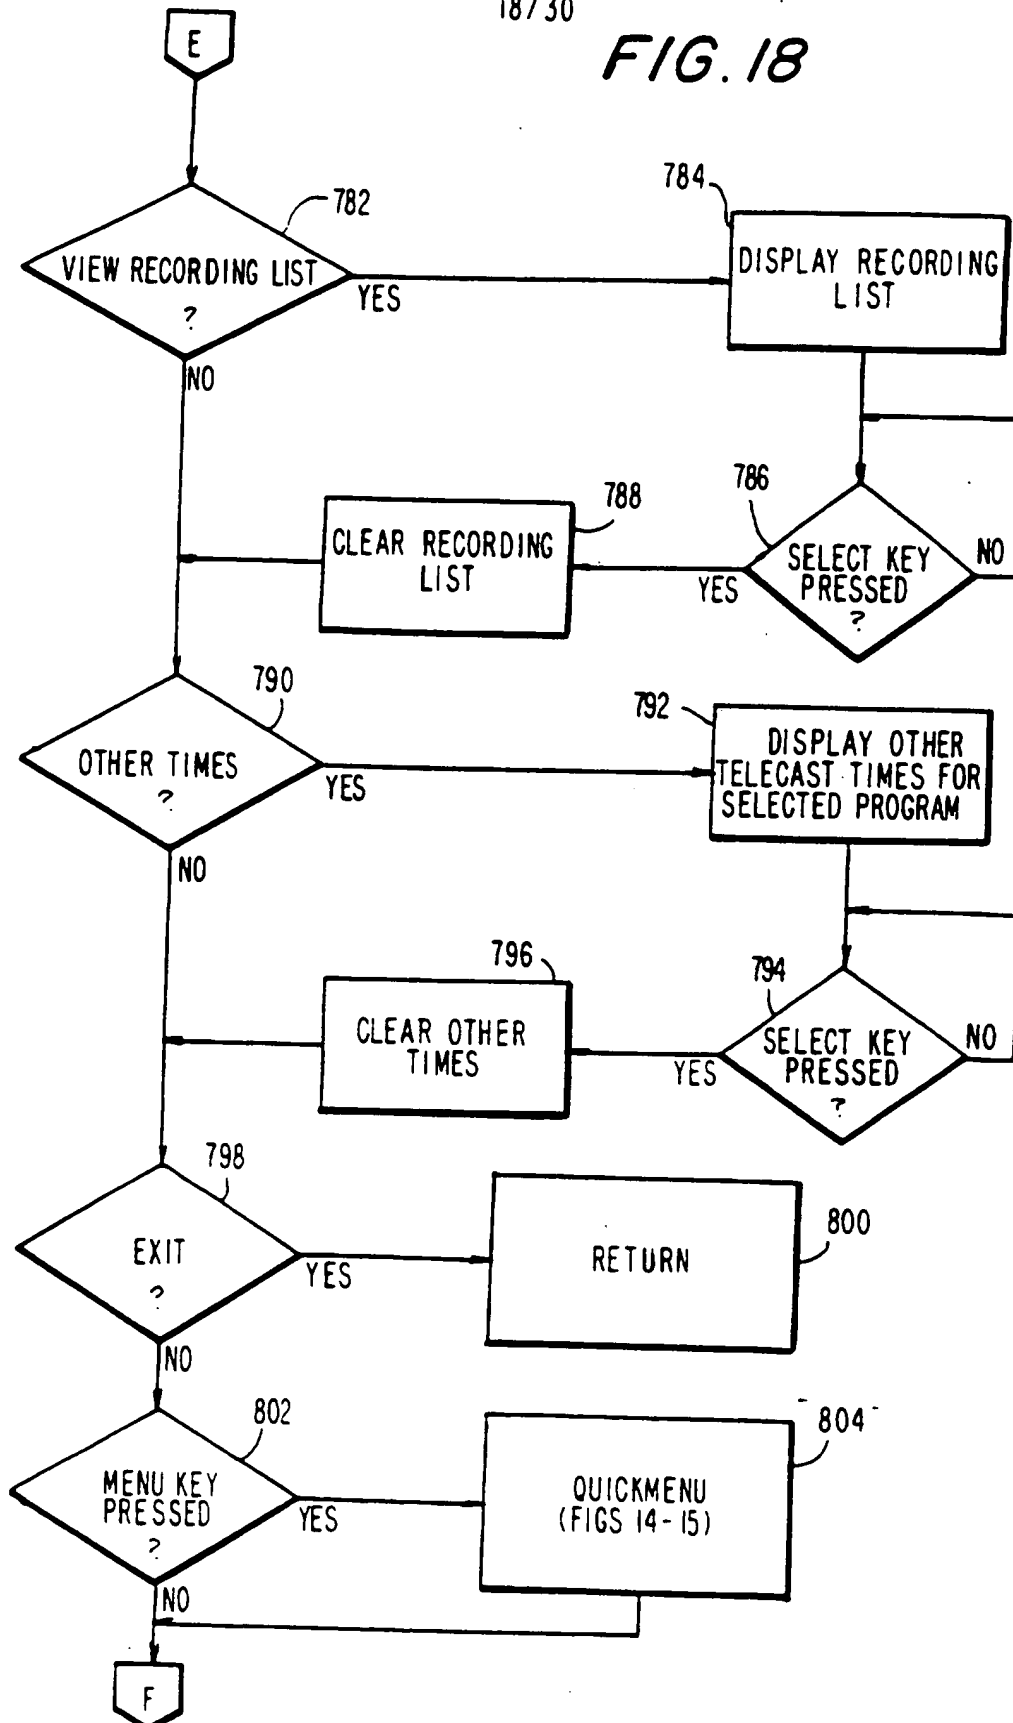 18/30
FIG. 18
E
782
VIEW RECORDING LIST
?
YES
NO
784
DISPLAY RECORDING
LIST
786
SELECT KEY
PRESSED
?
NO
YES
788
CLEAR RECORDING
LIST
790
OTHER TIMES
?
YES
NO
792
DISPLAY OTHER
TELECAST TIMES FOR
SELECTED PROGRAM
794
SELECT KEY
PRESSED
?
NO
YES
796
CLEAR OTHER
TIMES
798
EXIT
?
YES
NO
800
RETURN
802
MENU KEY
PRESSED
?
YES
NO
804
QUICKMENU
(FIGS 14-15)
F